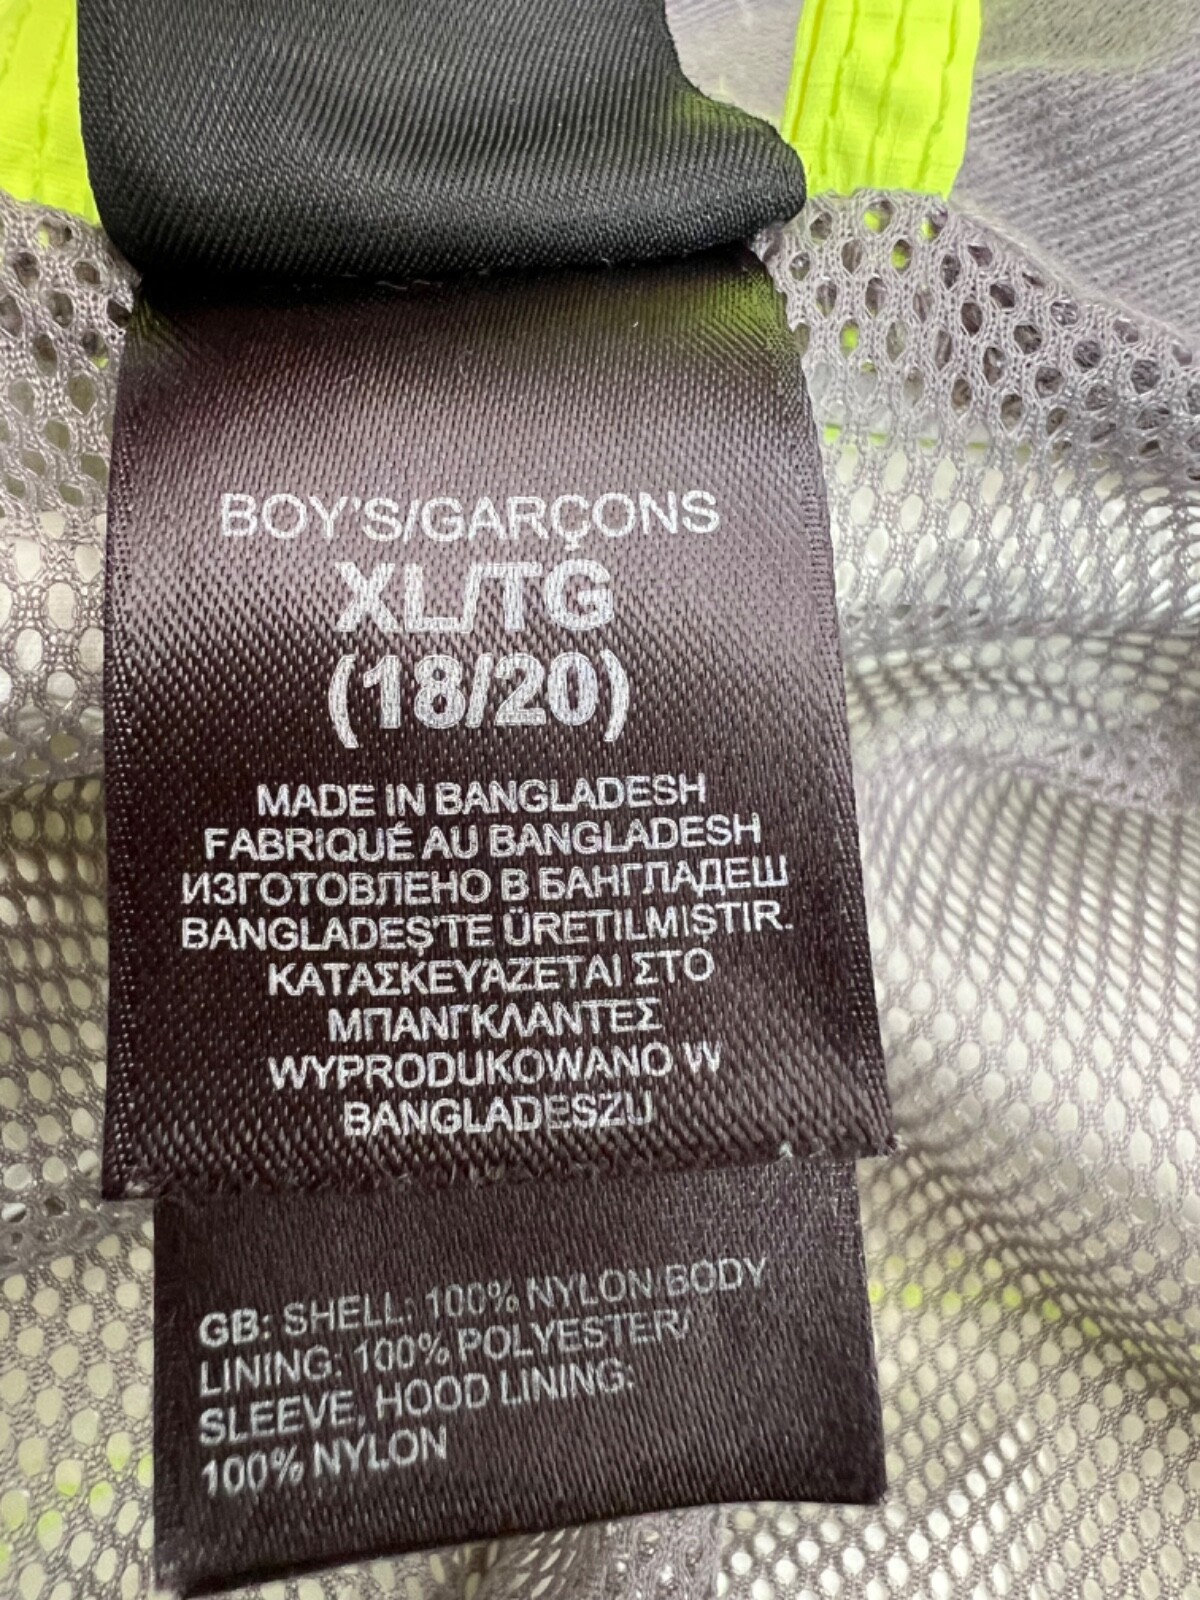 BOY'S/GARÇONS
XL/TG
(18/20)
MADE IN BANGLADESH
FABRIQUÉ AU BANGLADESH
ИЗГОТОВЛЕНО В БАНГЛАДЕШ
BANGLADEŞ'TE ÜRETILMIŞTIR.
ΚΑΤΑΣΚΕΥΆΖΕΤΑΙ ΣΤΟ
ΜΠΑΝΓΚΛΑΝΤΕΣ
WYPRODUKOWANO W
BANGLADESZU
GB: SHELL: 100% NYLON/BODY
LINING: 100% POLYESTER/
SLEEVE, HOOD LINING:
100% NYLON